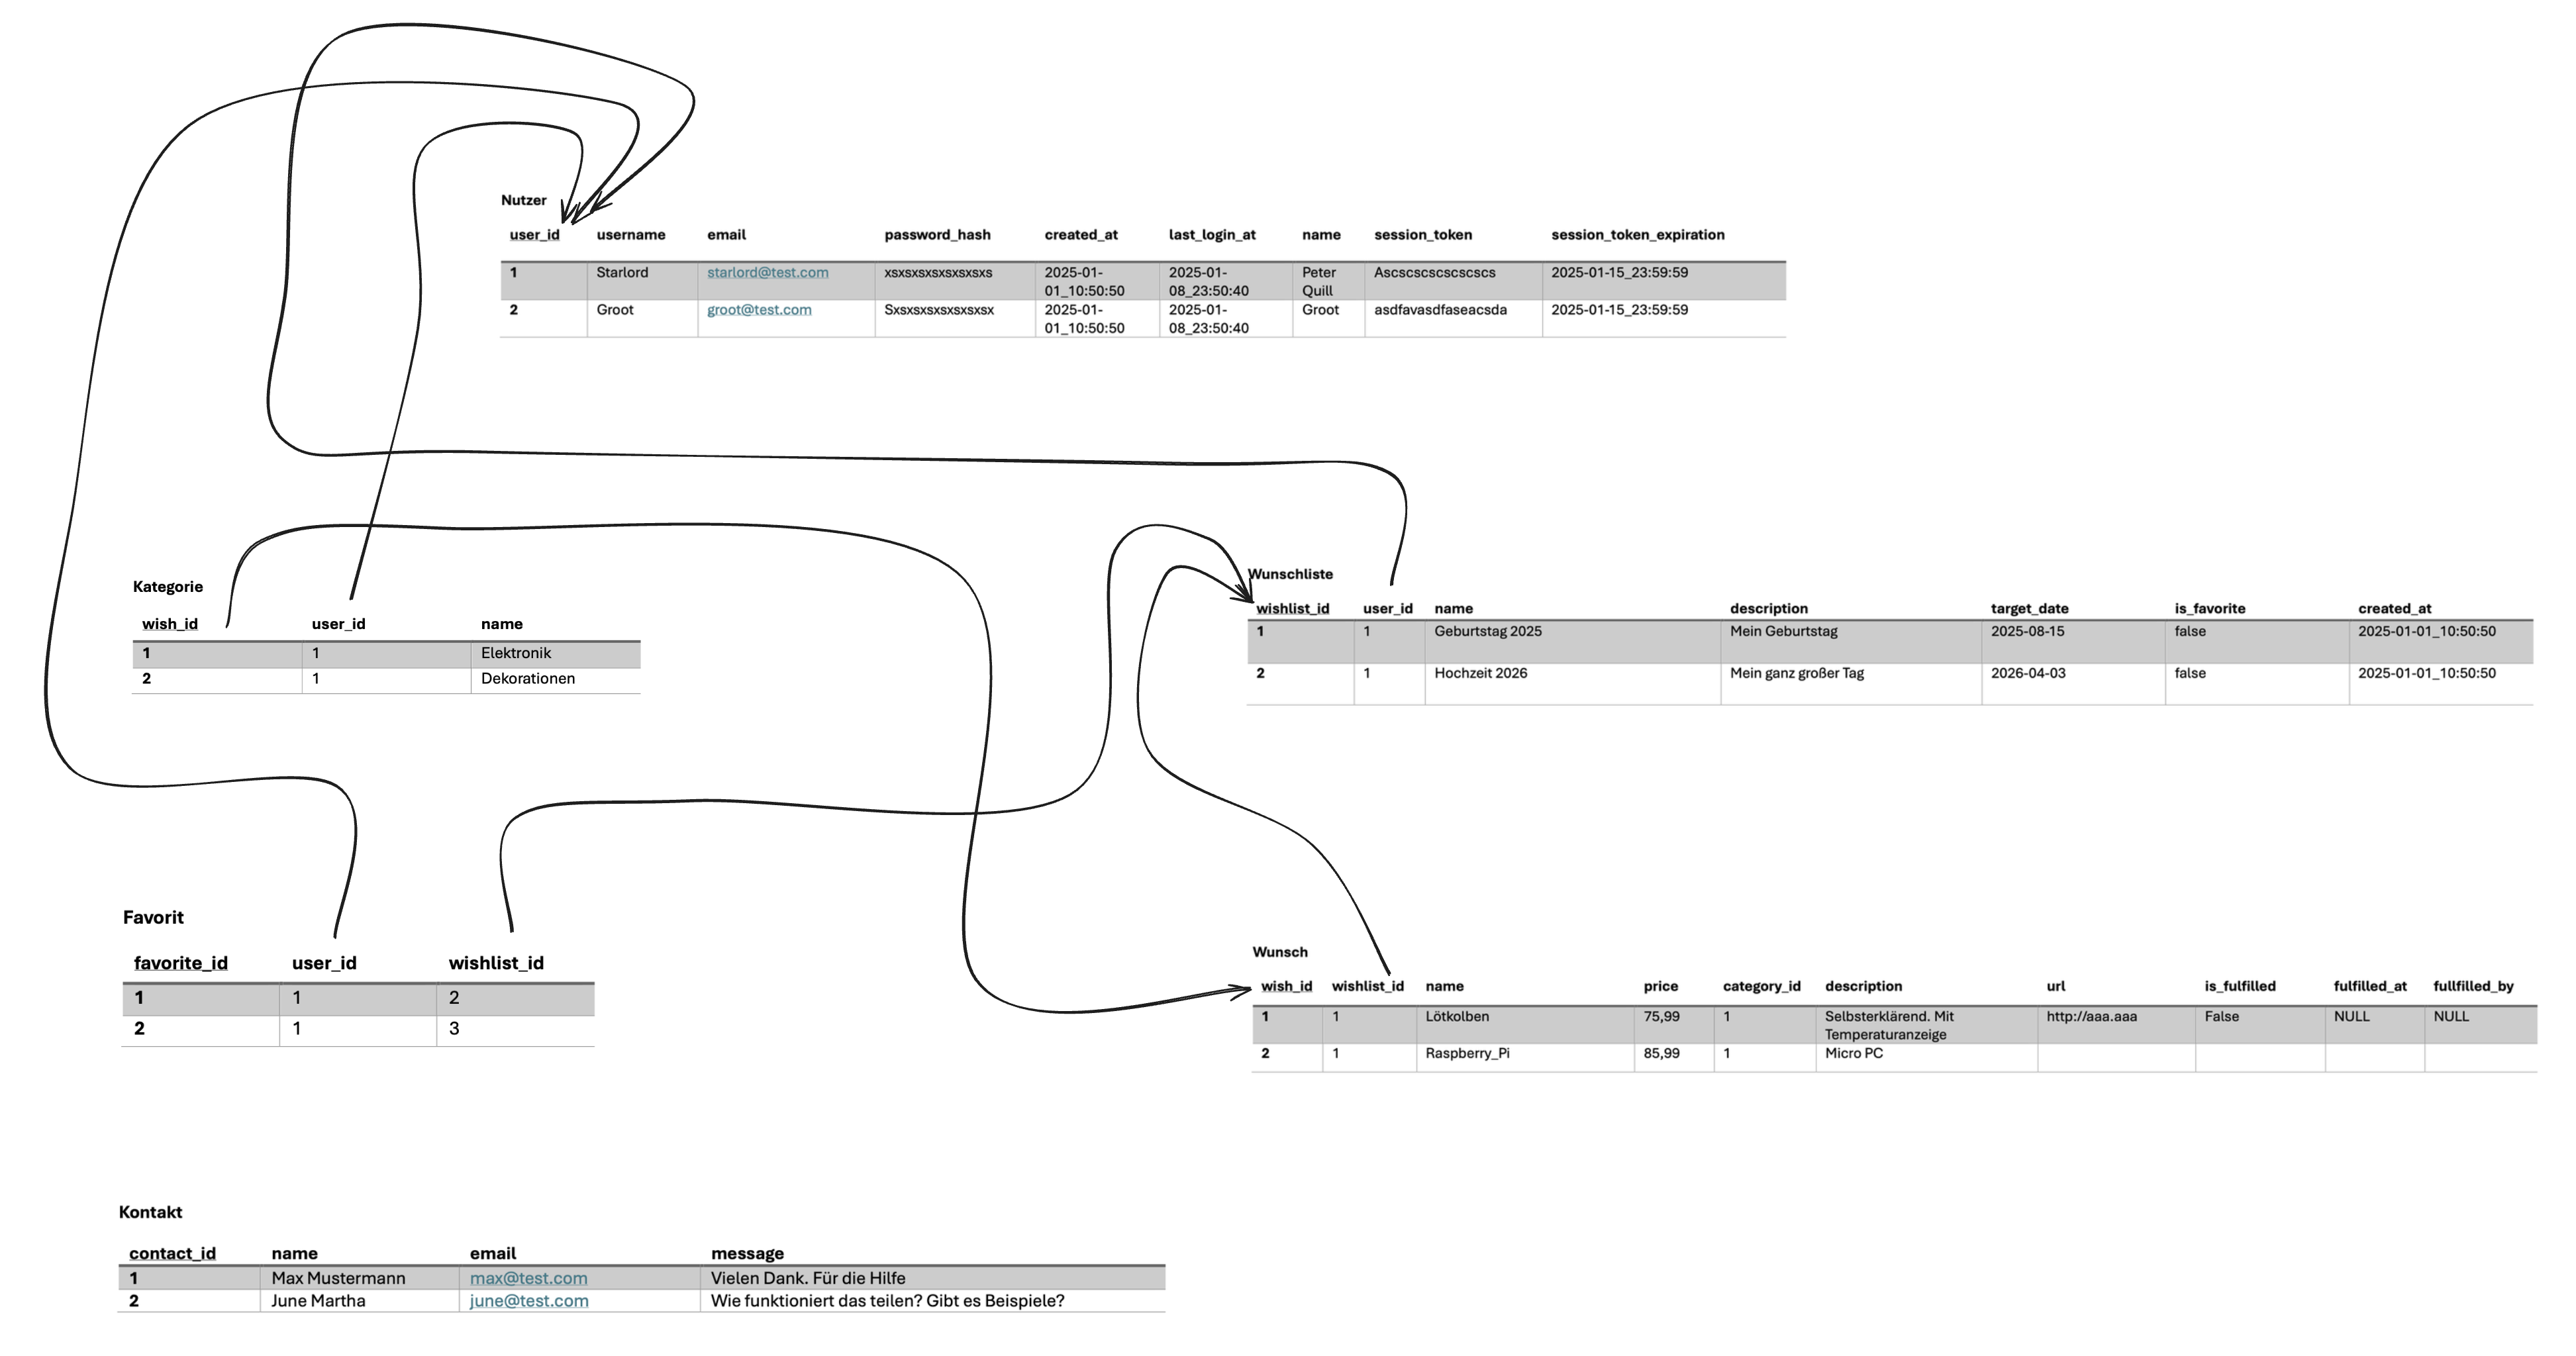 Nutzer
user_id username email password_hash created_at last_login_at name session_token session_token_expiration
1 Starlord starlord@test.com xsxsxsxsxsxsxsxs 2025-01- 2025-01- Peter Ascscscscscscscs 2025-01-15_23:59:59
01_10:50:50 08_23:50:40 Quill
2 Groot groot@test.com Sxsxsxsxsxsxsxsx 2025-01- 2025-01- Groot asdfavasdfaseacsda 2025-01-15_23:59:59
01_10:50:50 08_23:50:40
Kategorie
wish_id user_id name
1 1 Elektronik
2 1 Dekorationen
Wunschliste
wishlist_id user_id name description target_date is_favorite created_at
1 1 Geburtstag 2025 Mein Geburtstag 2025-08-15 false 2025-01-01_10:50:50
2 1 Hochzeit 2026 Mein ganz großer Tag 2026-04-03 false 2025-01-01_10:50:50
Favorit
favorite_id user_id wishlist_id
1 1 2
2 1 3
Wunsch
wish_id wishlist_id name price category_id description url is_fulfilled fulfilled_at fullfilled_by
1 1 Lötkolben 75,99 1 Selbsterklärend. Mit http://aaa.aaa False NULL NULL
Temperaturanzeige
2 1 Raspberry_Pi 85,99 1 Micro PC
Kontakt
contact_id name email message
1 Max Mustermann max@test.com Vielen Dank. Für die Hilfe
2 June Martha june@test.com Wie funktioniert das teilen? Gibt es Beispiele?